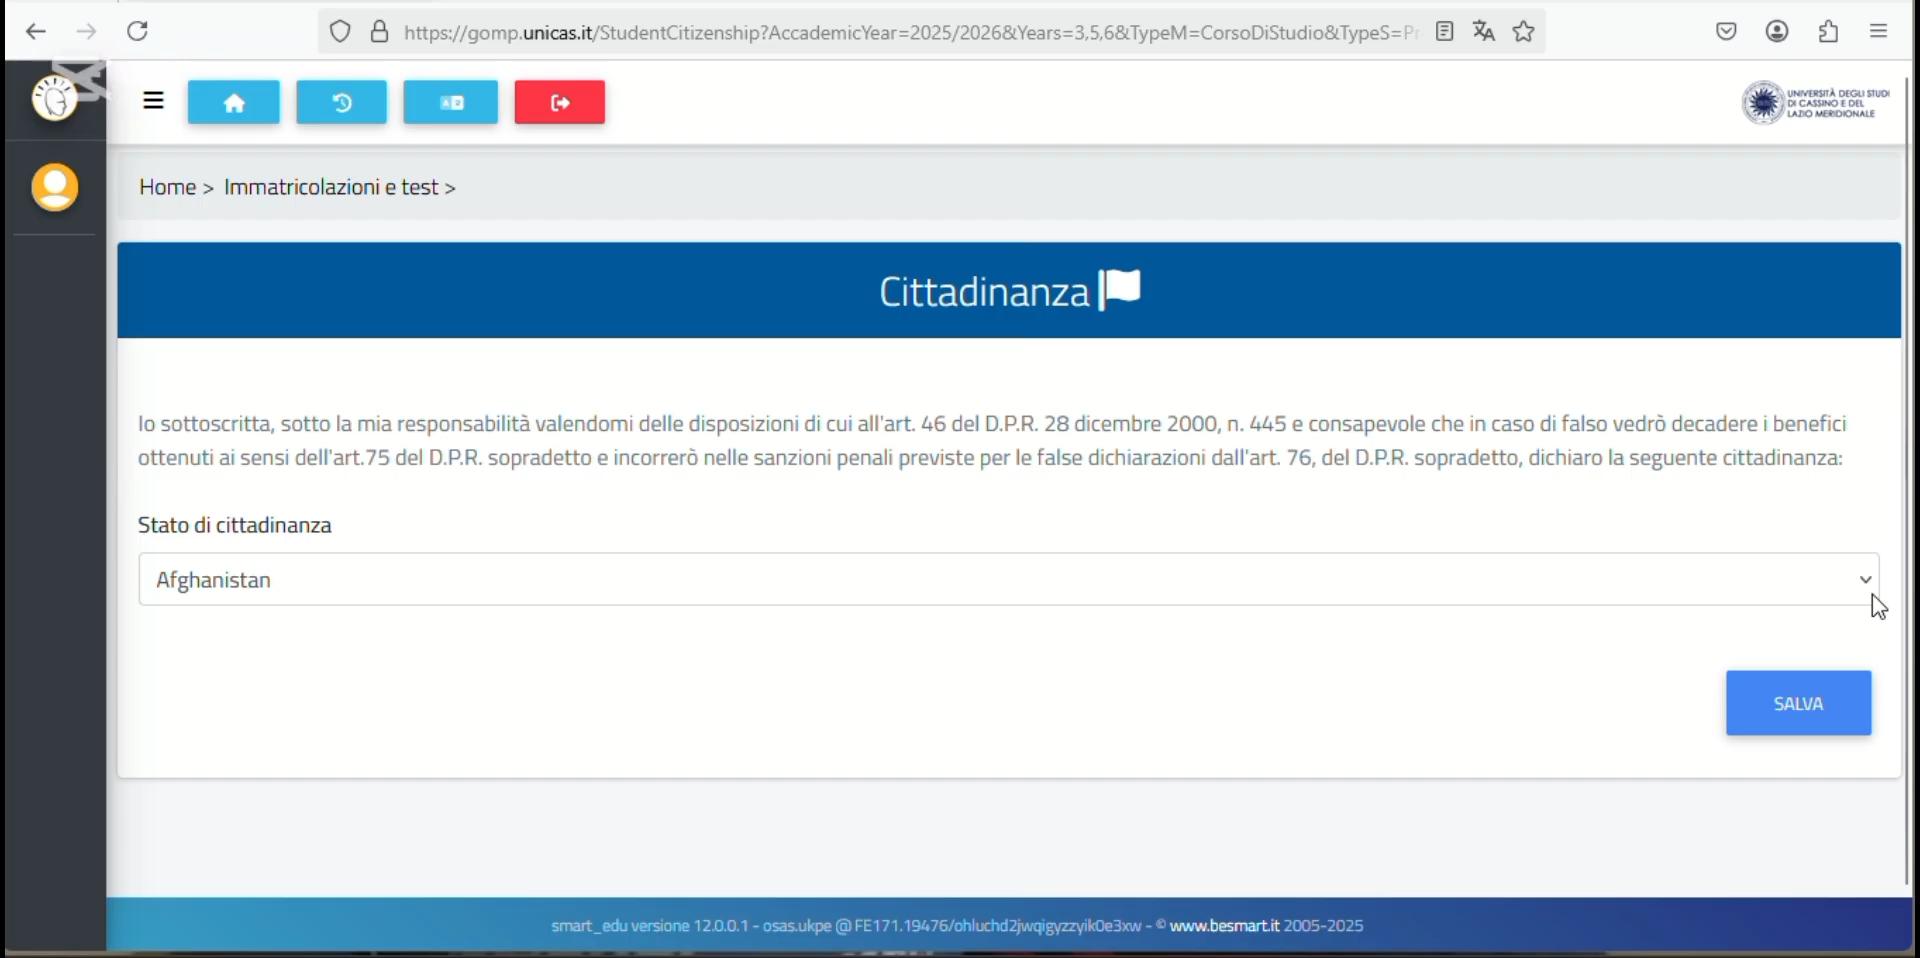 https://gomp.unicas.it/StudentCitizenship?AccademicYear=2025/2026&Years=3,5,6&TypeM=CorsoDiStudio&TypeS=Pr
UNIVERSITÀ DEGLI STUDI
DI CASSINO E DEL
LAZIO MERIDIONALE
Home > Immatricolazioni e test >
Cittadinanza
Io sottoscritta, sotto la mia responsabilità valendomi delle disposizioni di cui all'art. 46 del D.P.R. 28 dicembre 2000, n. 445 e consapevole che in caso di falso vedrò decadere i benefici
ottenuti ai sensi dell'art.75 del D.P.R. sopradetto e incorrerò nelle sanzioni penali previste per le false dichiarazioni dall'art. 76, del D.P.R. sopradetto, dichiaro la seguente cittadinanza:
Stato di cittadinanza
Afghanistan
SALVA
smart_edu versione 12.0.0.1 - osas.ukpe @ FE171.19476/ohluchd2jwqigyzzyik0e3xw - © www.besmart.it 2005-2025